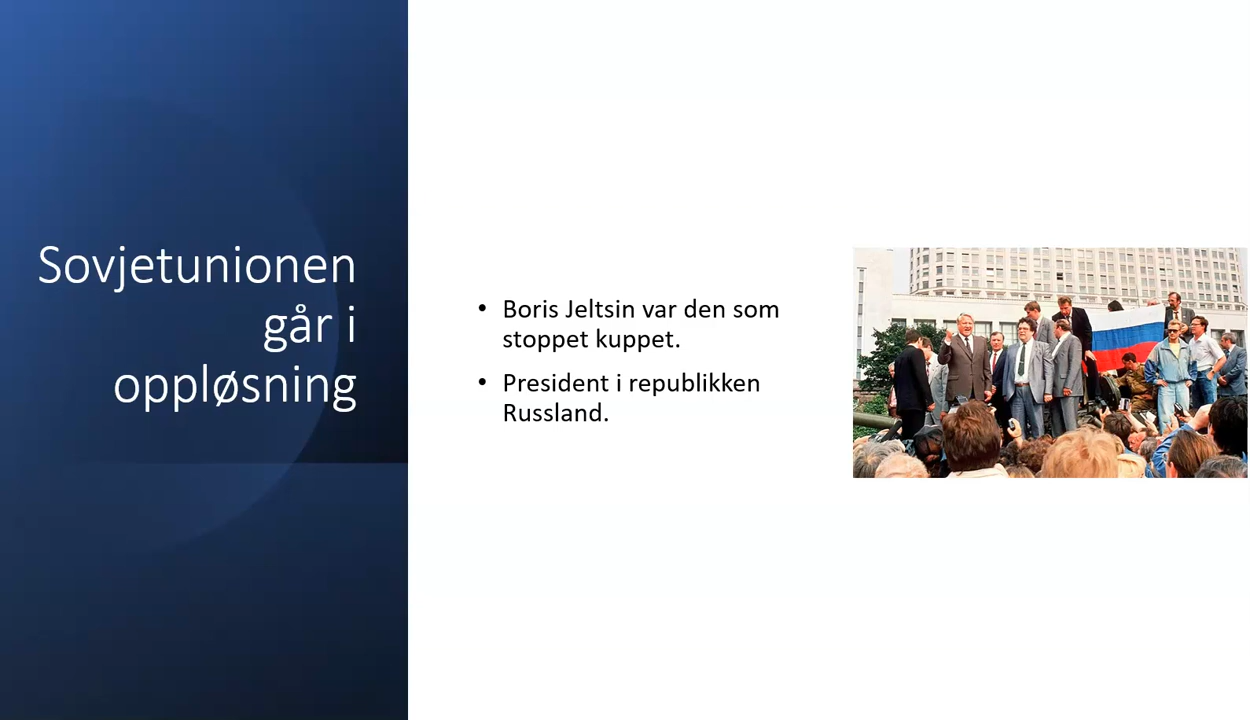 Sovjetunionen
går i
oppløsning
• Boris Jeltsin var den som
stoppet kuppet.
• President i republikken
Russland.